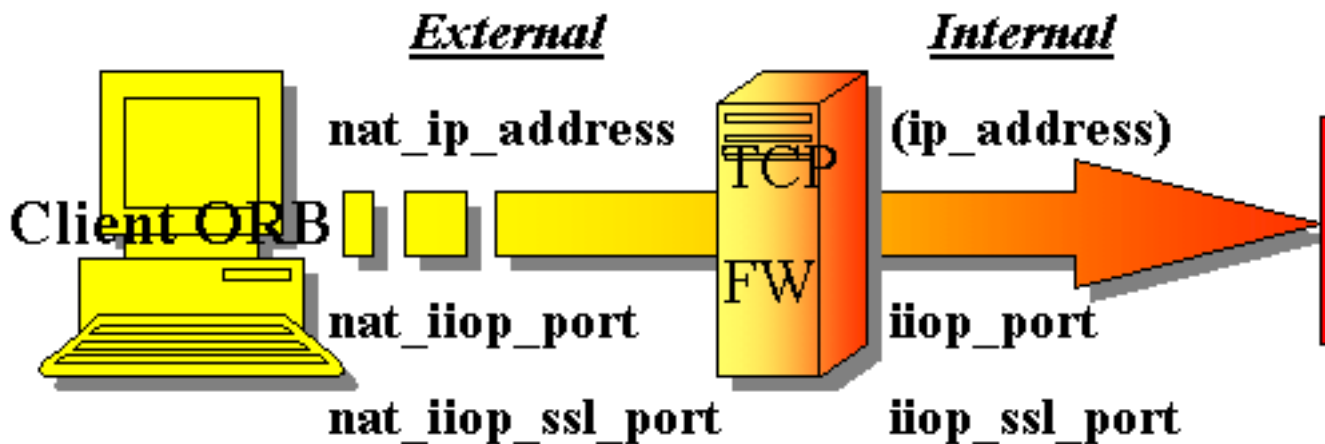 External Internal
nat_ip_address (ip_address)
TCP
Client ORB
FW
nat_iiop_port iiop_port
nat_iiop_ssl_port iiop_ssl_port